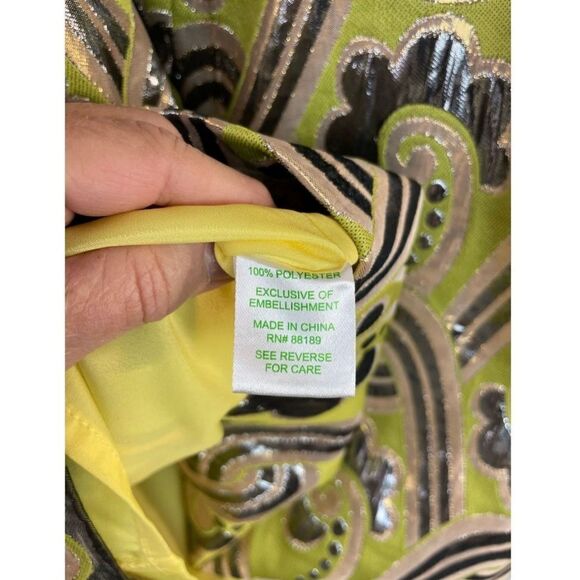 100% POLYESTER
EXCLUSIVE OF
EMBELLISHMENT
MADE IN CHINA
RN# 88189
SEE REVERSE
FOR CARE